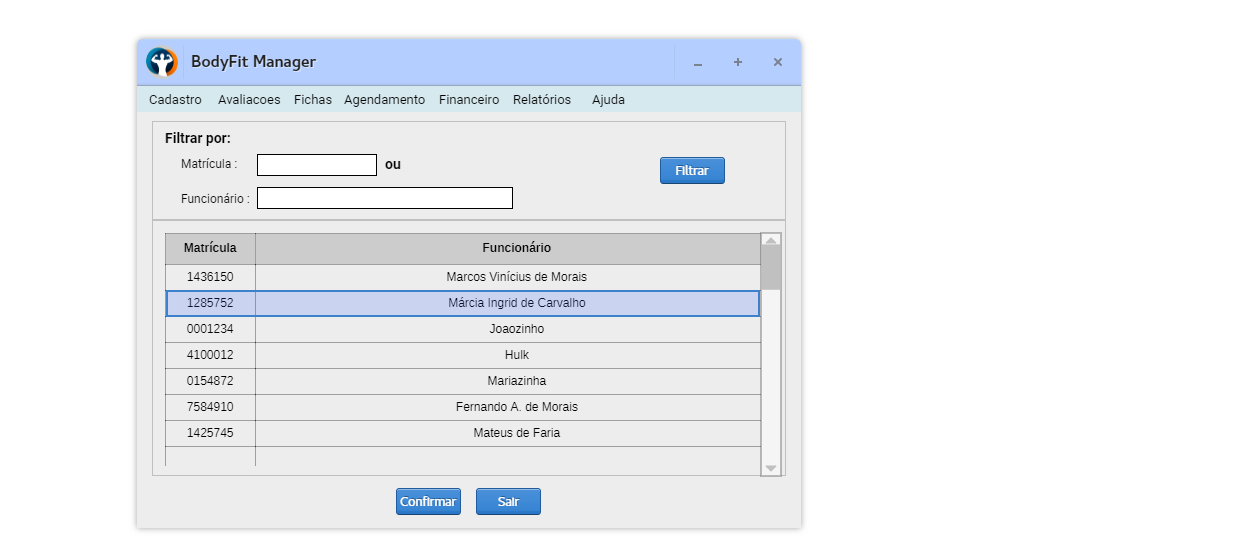 BodyFit Manager
Cadastro Avaliacoes Fichas Agendamento Financeiro Relatórios Ajuda
Filtrar por:
Matrícula : ou Filtrar
Funcionário :
Matrícula Funcionário
1436150 Marcos Vinícius de Morais
1285752 Márcia Ingrid de Carvalho
0001234 Joaozinho
4100012 Hulk
0154872 Mariazinha
7584910 Fernando A. de Morais
1425745 Mateus de Faria
Confirmar Sair